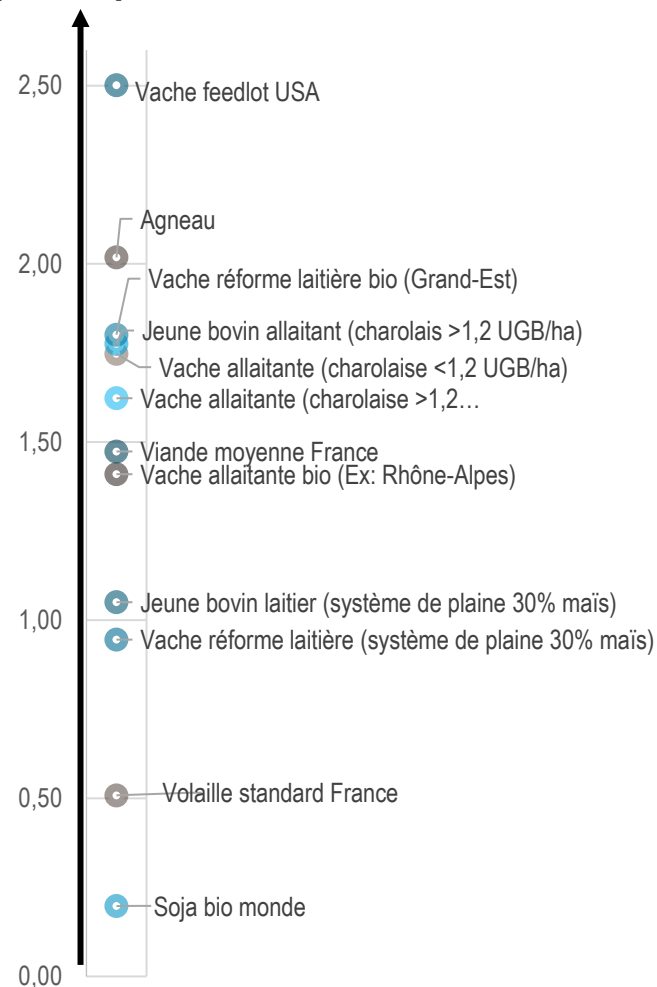 2,50
Vache feedlot USA
Agneau
2,00
Vache réforme laitière bio (Grand-Est)
Jeune bovin allaitant (charolais >1,2 UGB/ha)
Vache allaitante (charolaise <1,2 UGB/ha)
Vache allaitante (charolaise >1,2…
1,50
Viande moyenne France
Vache allaitante bio (Ex: Rhône-Alpes)
Jeune bovin laitier (système de plaine 30% maïs)
1,00
Vache réforme laitière (système de plaine 30% maïs)
0,50
Volaille standard France
Soja bio monde
0,00